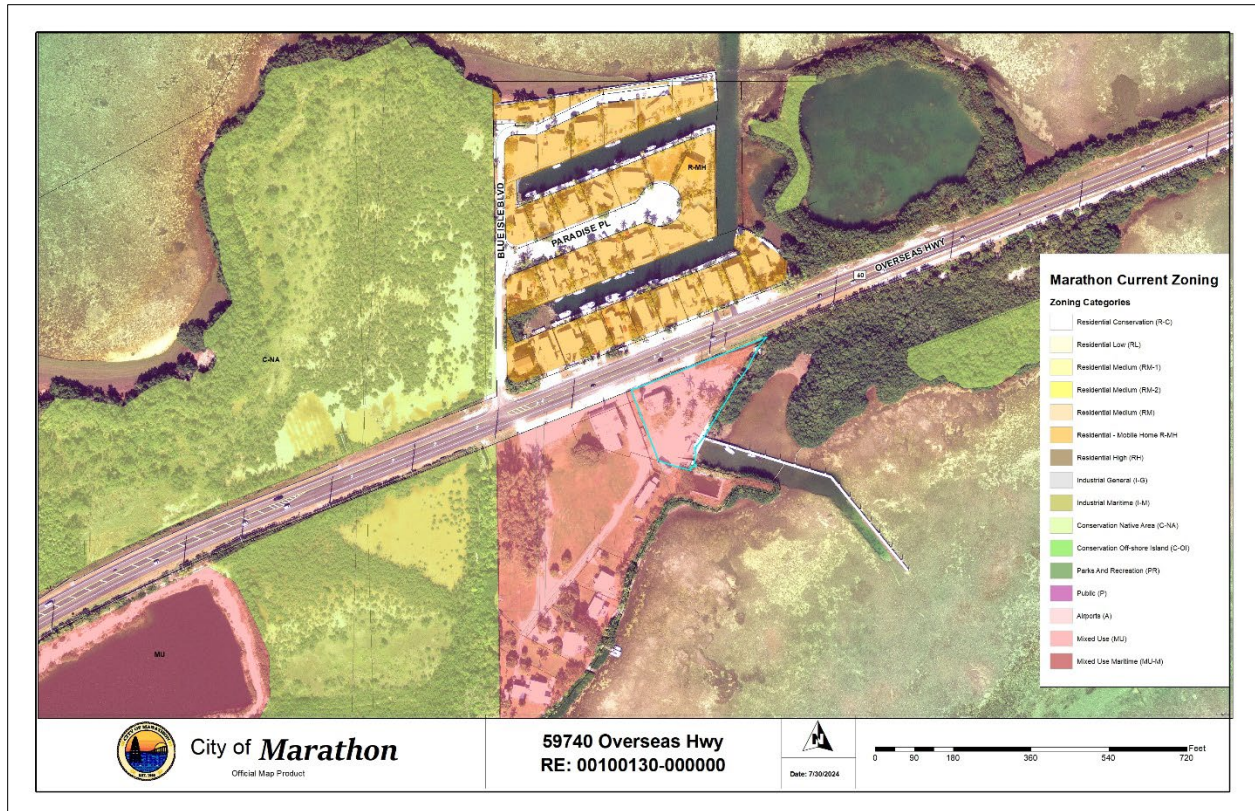 BLUE ISLE BLVD
R-MH
PARADISE PL
60
OVERSEAS HWY
C-NA
MU
Marathon Current Zoning
Zoning Categories
Residential Conservation (R-C)
Residential Low (RL)
Residential Medium (RM-1)
Residential Medium (RM-2)
Residential Medium (RM)
Residential - Mobile Home R-MH
Residential High (RH)
Industrial General (I-G)
Industrial Maritime (I-M)
Conservation Native Area (C-NA)
Conservation Off-shore Island (C-OI)
Parks And Recreation (PR)
Public (P)
Airports (A)
Mixed Use (MU)
Mixed Use Maritime (MU-M)
CITY OF MARATHON
City of Marathon
Official Map Product
59740 Overseas Hwy
RE: 00100130-000000
N
Date: 7/30/2024
Feet
0 90 180 360 540 720